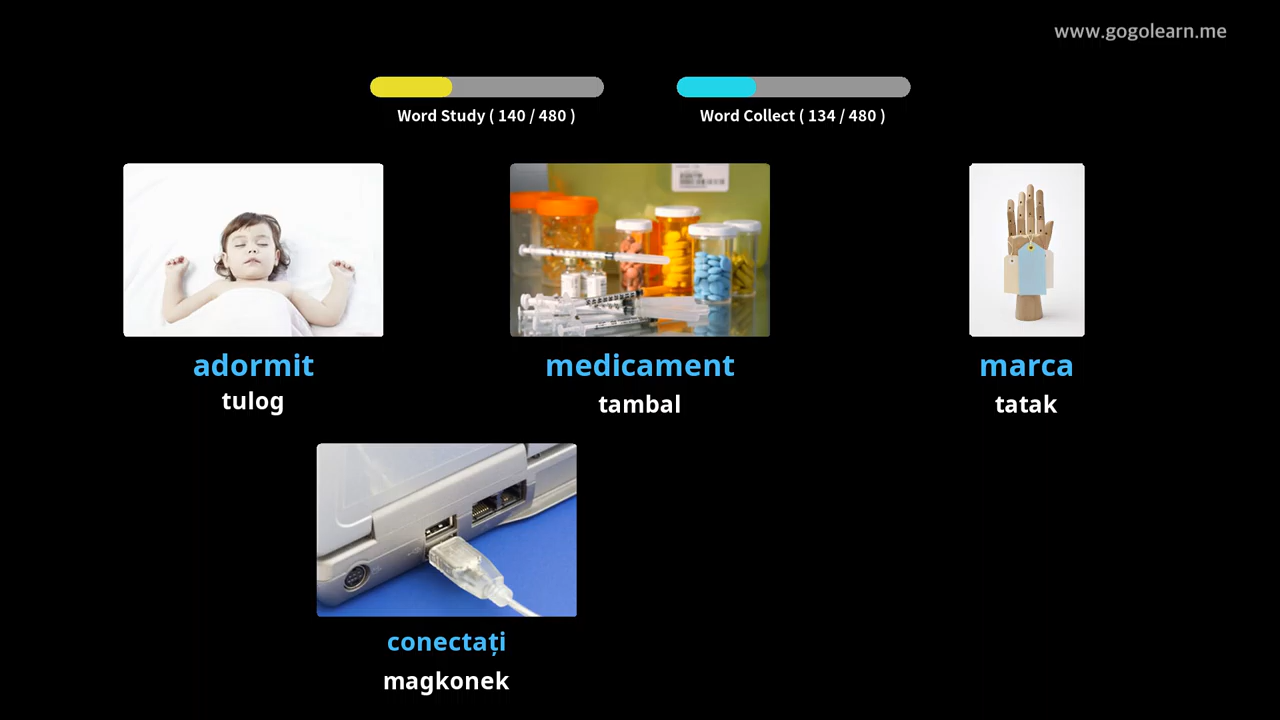 www.gogolearn.me
Word Study ( 140 / 480 )
Word Collect ( 134 / 480 )
adormit
tulog
medicament
tambal
marca
tatak
conectați
magkonek